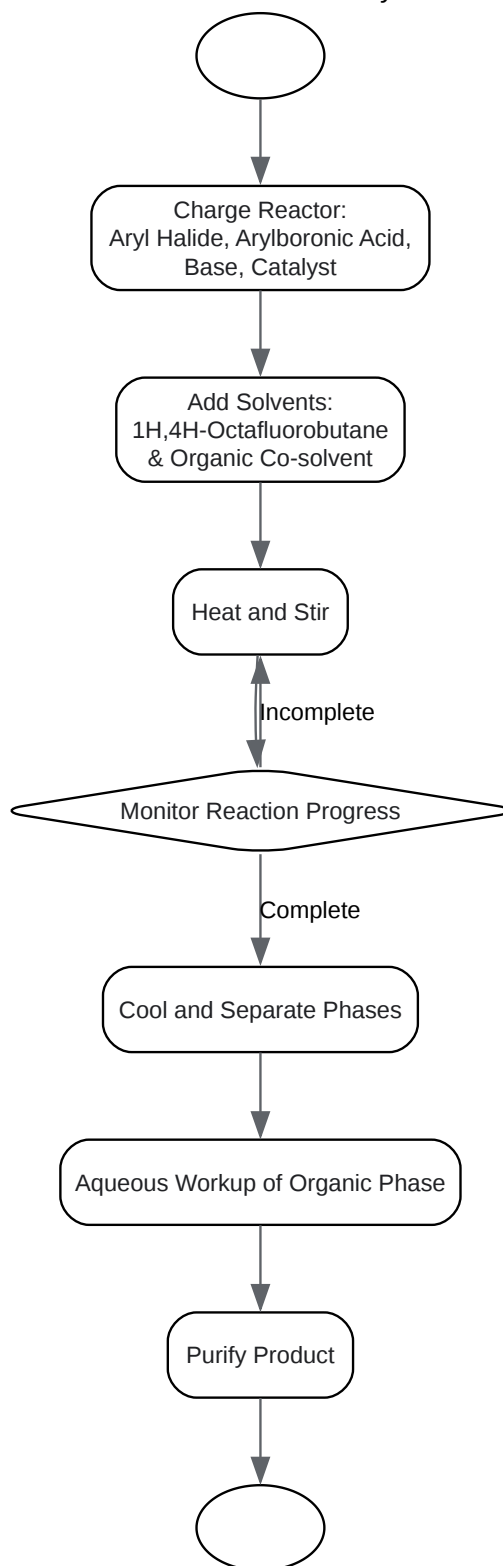 Charge Reactor:
Aryl Halide, Arylboronic Acid,
Base, Catalyst
Add Solvents:
1H,4H-Octafluorobutane
& Organic Co-solvent
Heat and Stir
Incomplete
Monitor Reaction Progress
Complete
Cool and Separate Phases
Aqueous Workup of Organic Phase
Purify Product